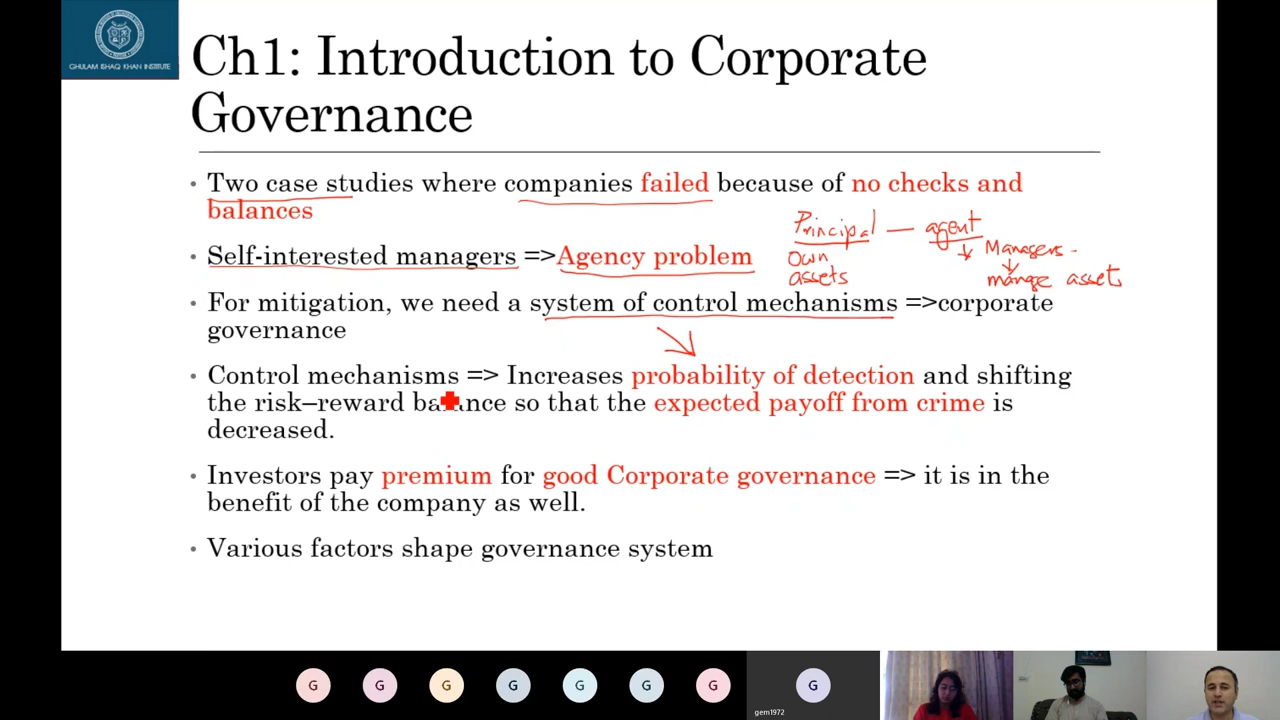 GHULAM ISHAQ KHAN INSTITUTE
Ch1: Introduction to Corporate
Governance
• Two case studies where companies failed because of no checks and
balances
Principal — agent
Own
assets
Managers
manage assets
• Self-interested managers =>Agency problem
• For mitigation, we need a system of control mechanisms =>corporate
governance
• Control mechanisms => Increases probability of detection and shifting
the risk–reward balance so that the expected payoff from crime is
decreased.
• Investors pay premium for good Corporate governance => it is in the
benefit of the company as well.
• Various factors shape governance system
G G G G G G G G
gem1972